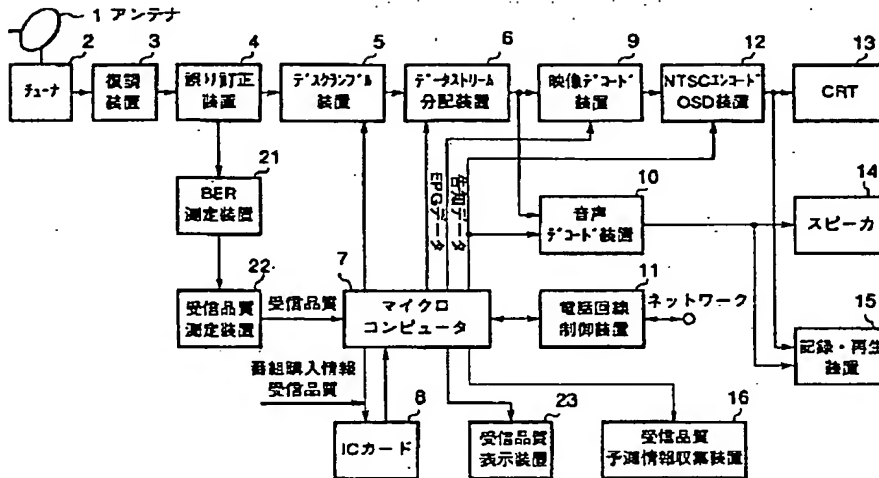 1 アンテナ
2
チューナ
3
復調
装置
4
誤り訂正
装置
5
デスクランブル
装置
6
データストリーム
分配装置
9
映像デコード
装置
12
NTSCエンコード
OSD装置
13
CRT
21
BER
測定装置
EPGデータ
告知データ
10
音声
デコード装置
14
スピーカ
22
受信品質
測定装置
受信品質
7
マイクロ
コンピュータ
11
電話回線
制御装置
ネットワーク
15
記録・再生
装置
番組購入情報
受信品質
8
ICカード
23
受信品質
表示装置
16
受信品質
予測情報収集装置